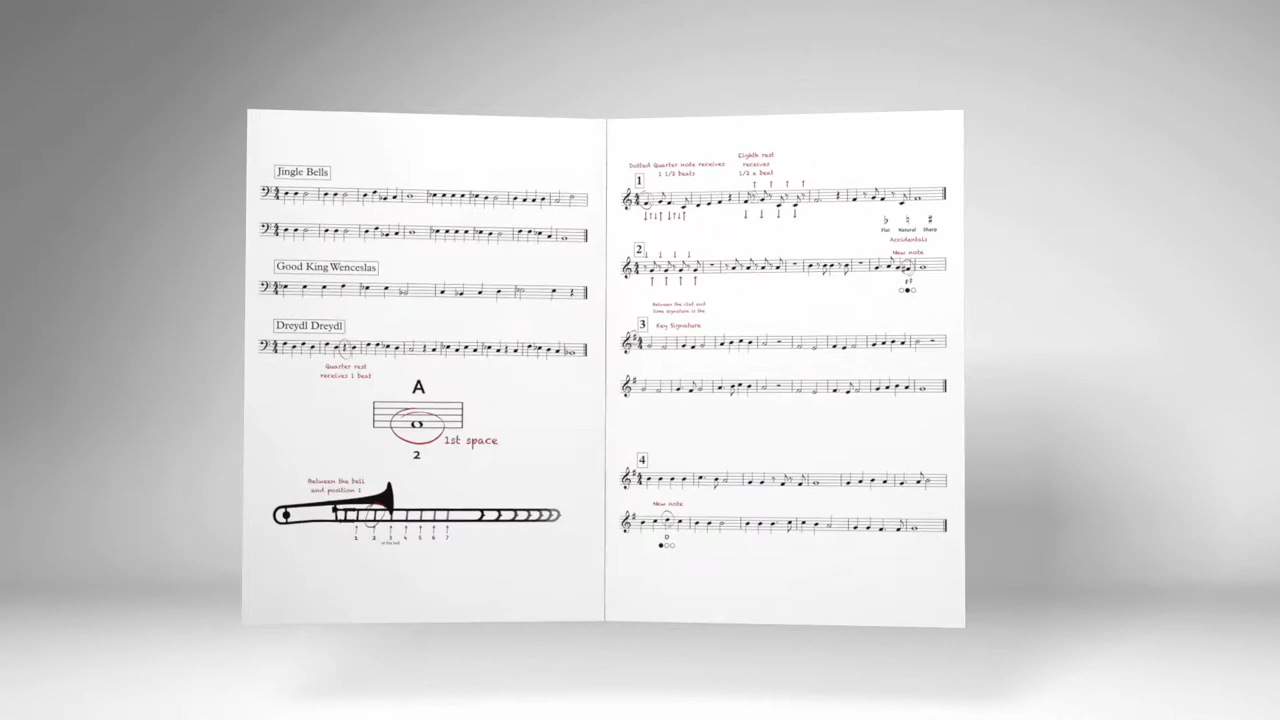 Jingle Bells
Good King Wenceslas
Dreydl Dreydl
Quarter rest
receives 1 beat
A
1st space
2
Between the bell
and position 1
1 2 3 4 5 6 7
at the bell
Dotted Quarter note receives
1 1/2 beats
Eighth rest
receives
1/2 a beat
1
♭ ♮ ♯
Flat Natural Sharp
Accidentals
2
New note
F#
Between the clef and
time signature is the
3 Key Signature
4
New note
D